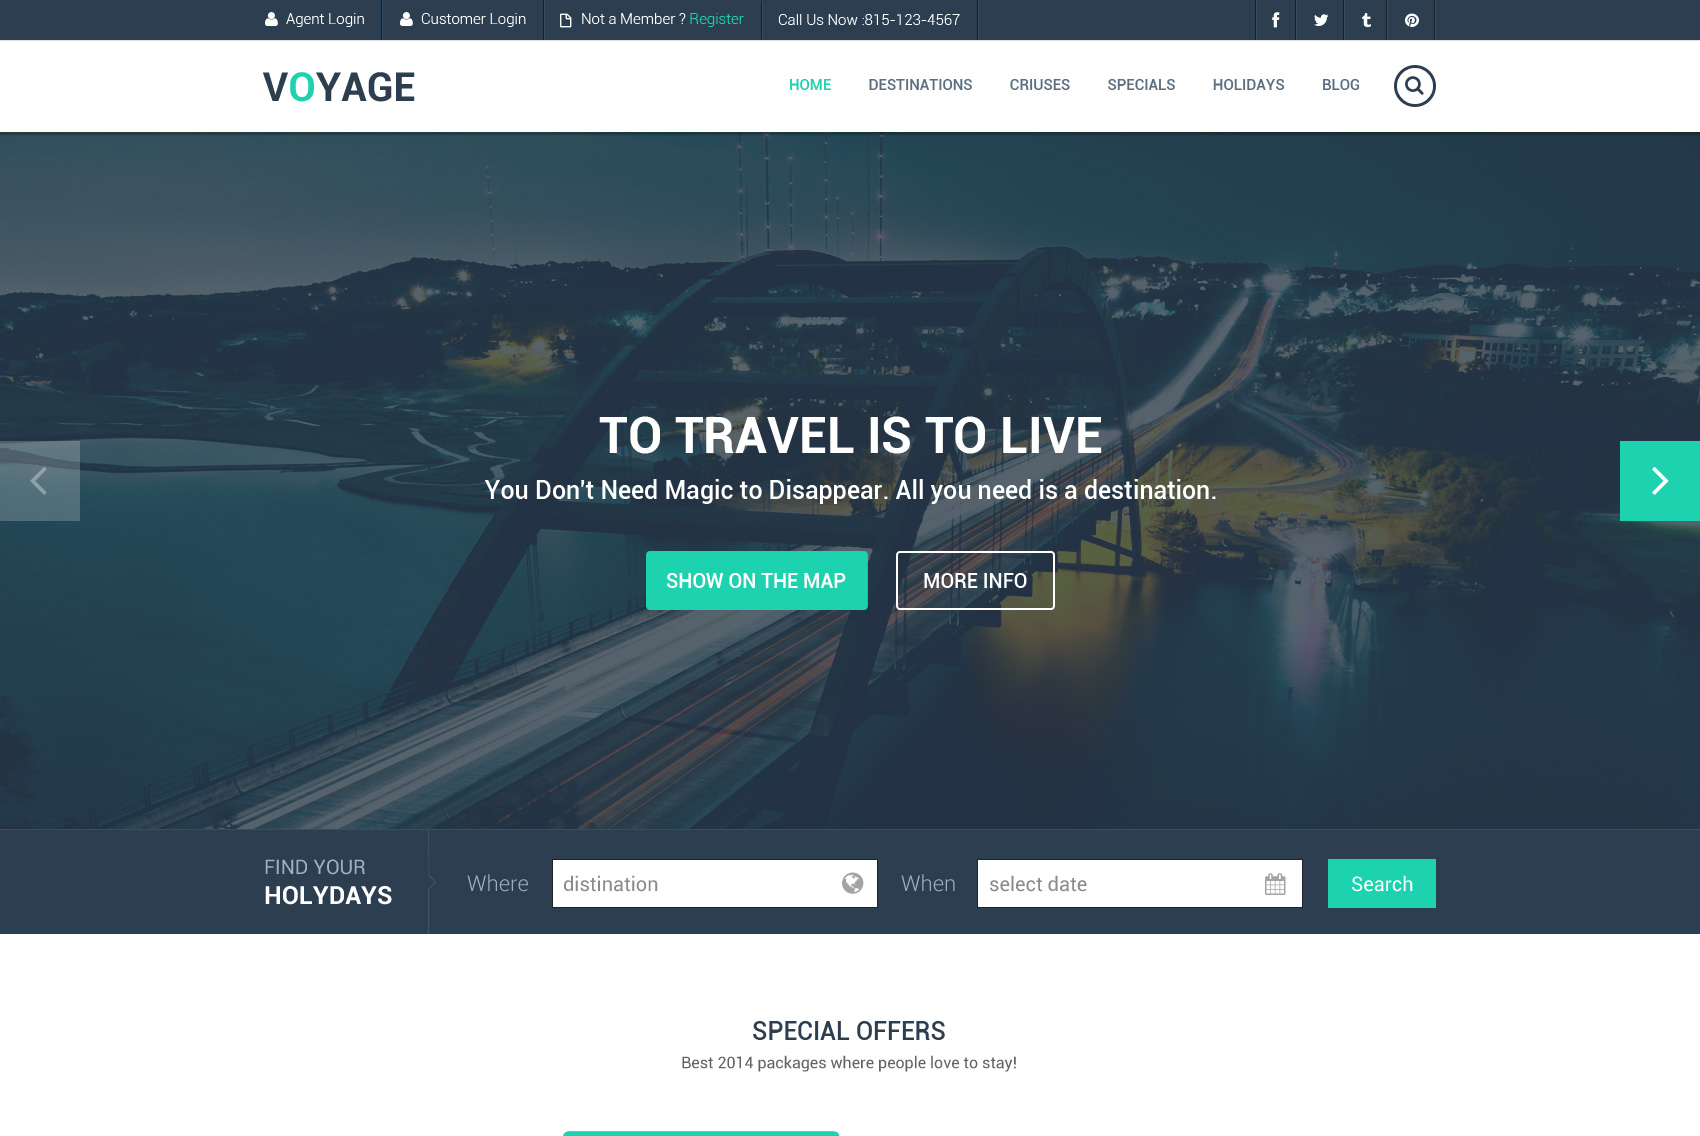 Agent Login
Customer Login
Not a Member ? Register
Call Us Now :815-123-4567
VOYAGE
HOME
DESTINATIONS
CRIUSES
SPECIALS
HOLIDAYS
BLOG
TO TRAVEL IS TO LIVE
You Don't Need Magic to Disappear. All you need is a destination.
SHOW ON THE MAP
MORE INFO
FIND YOUR
HOLYDAYS
Where
distination
When
select date
Search
SPECIAL OFFERS
Best 2014 packages where people love to stay!